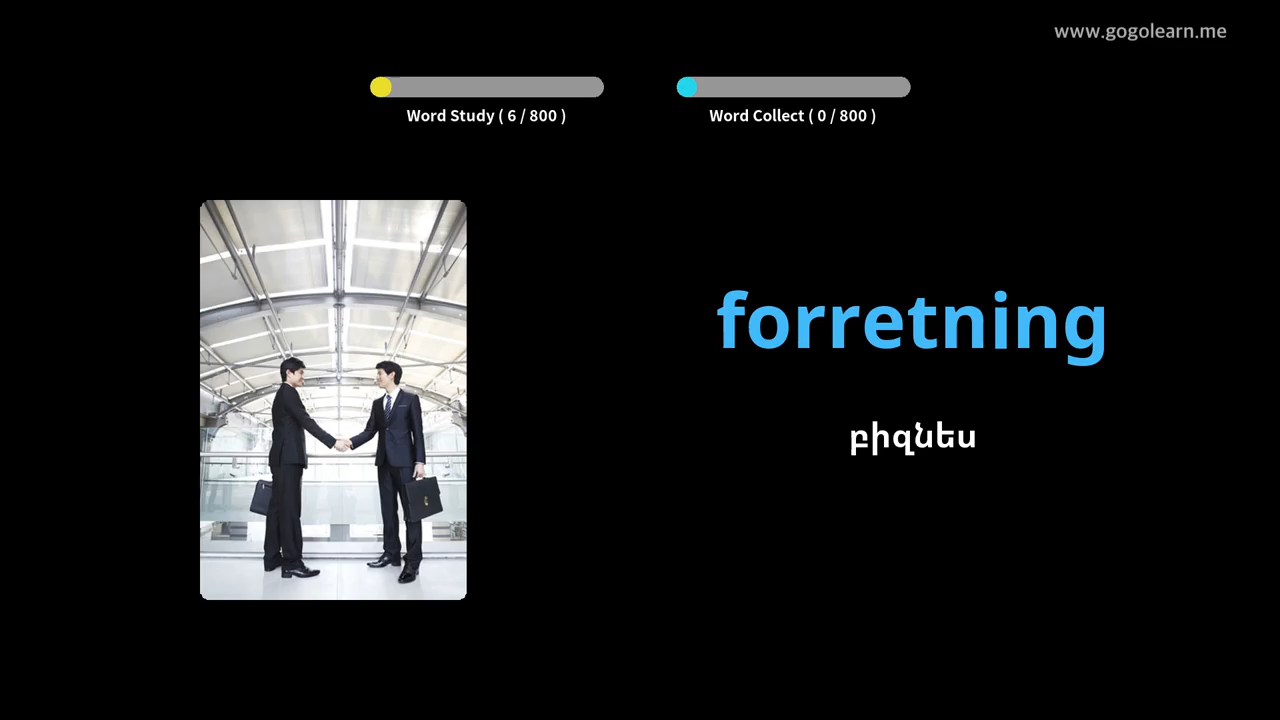 www.gogolearn.me
Word Study ( 6 / 800 )
Word Collect ( 0 / 800 )
forretning
բիզնես